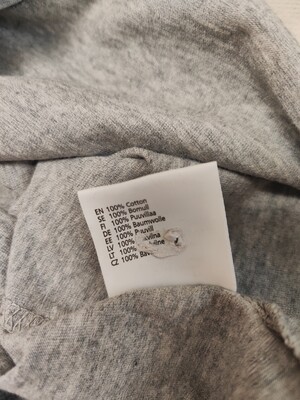 EN 100% Cotton
SE 100% Bomull
FI 100% Puuvillaa
DE 100% Baumwolle
EE 100%
LV 100%
LT 100%
CZ 100%